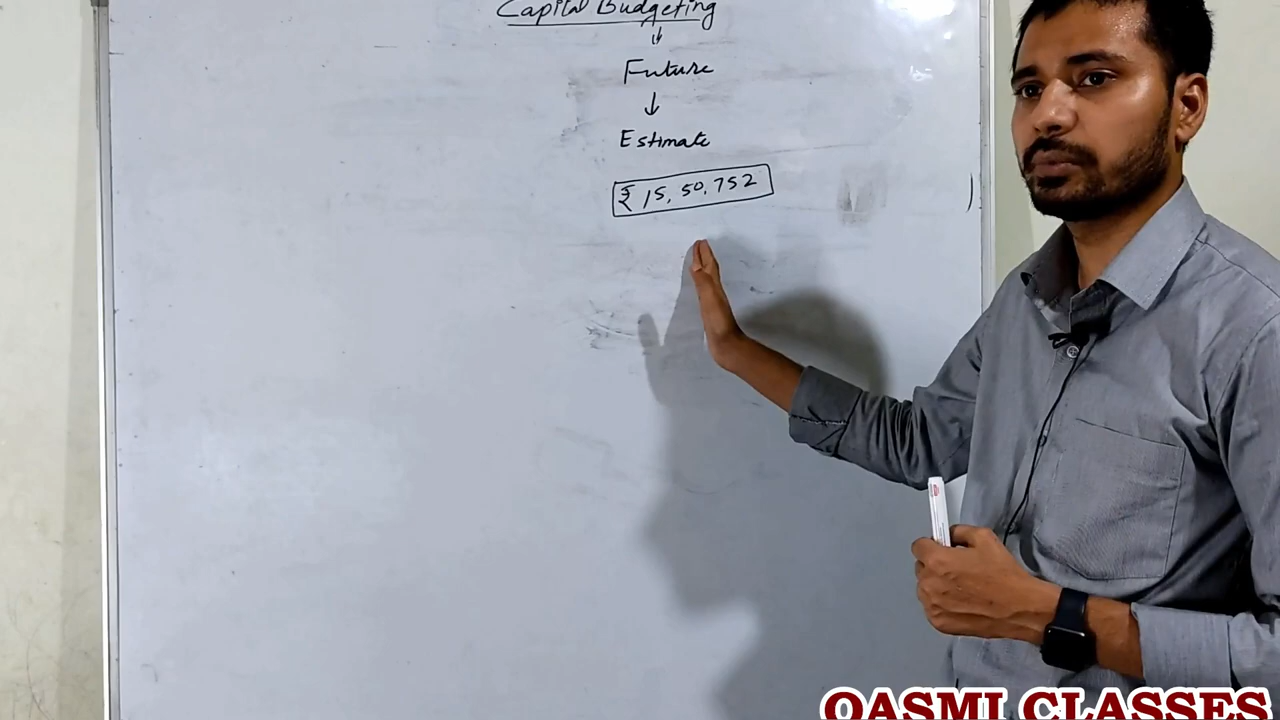 Capital Budgeting
↓
Future
↓
Estimate
₹ 15,50,752
QASMI CLASSES